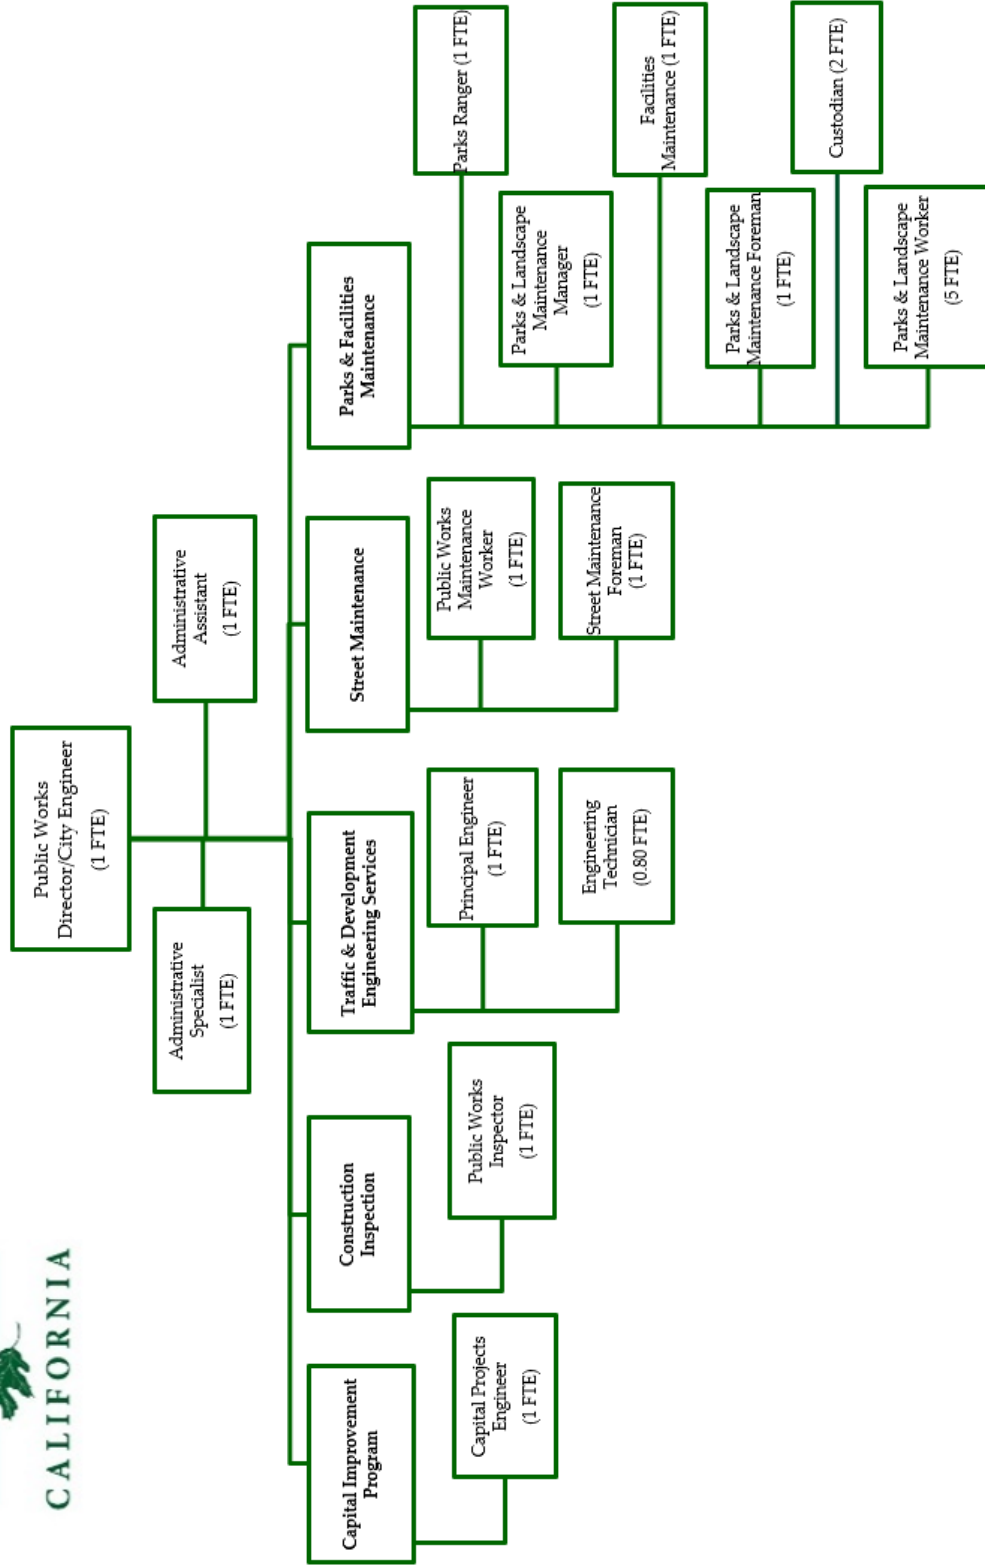 CALIFORNIA
Public Works
Director/City Engineer
(1 FTE)
Administrative
Specialist
(1 FTE)
Administrative
Assistant
(1 FTE)
Capital Improvement
Program
Capital Projects
Engineer
(1 FTE)
Construction
Inspection
Public Works
Inspector
(1 FTE)
Traffic & Development
Engineering Services
Principal Engineer
(1 FTE)
Engineering
Technician
(0.80 FTE)
Street Maintenance
Public Works
Maintenance
Worker
(1 FTE)
Street Maintenance
Foreman
(1 FTE)
Parks & Facilities
Maintenance
Parks Ranger (1 FTE)
Parks & Landscape
Maintenance
Manager
(1 FTE)
Facilities
Maintenance (1 FTE)
Parks & Landscape
Maintenance Foreman
(1 FTE)
Custodian (2 FTE)
Parks & Landscape
Maintenance Worker
(5 FTE)